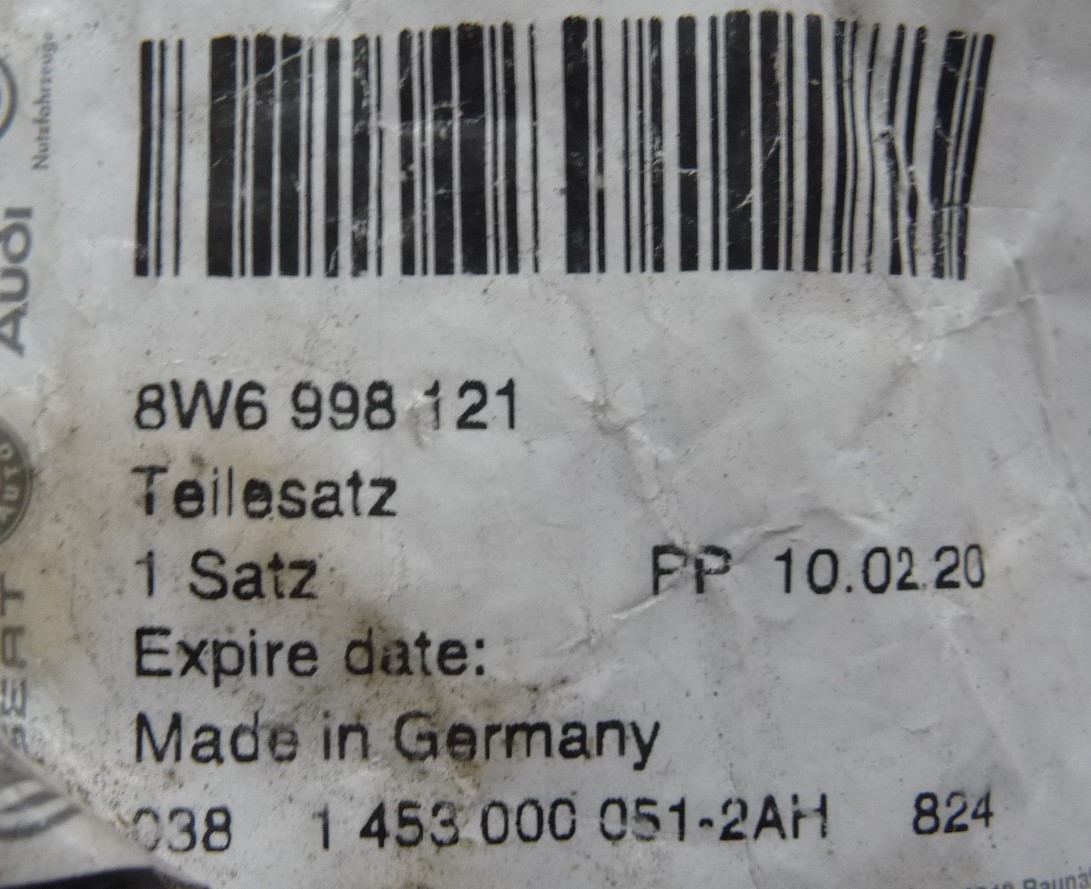 8W6 998 121
Teilesatz
1 Satz PP 10.02.20
Expire date:
Made in Germany
038 1 453 000 051-2AH 824
Nutzfahrzeuge
AUDI
AUTO
SEAT